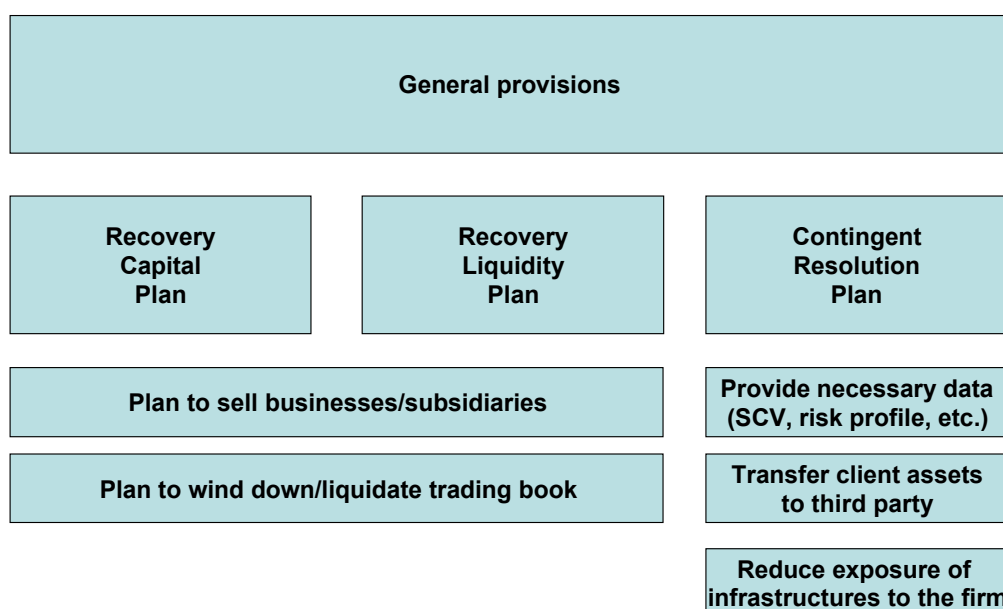 General provisions
Recovery
Capital
Plan
Recovery
Liquidity
Plan
Contingent
Resolution
Plan
Plan to sell businesses/subsidiaries
Provide necessary data
(SCV, risk profile, etc.)
Plan to wind down/liquidate trading book
Transfer client assets
to third party
Reduce exposure of
infrastructures to the firm